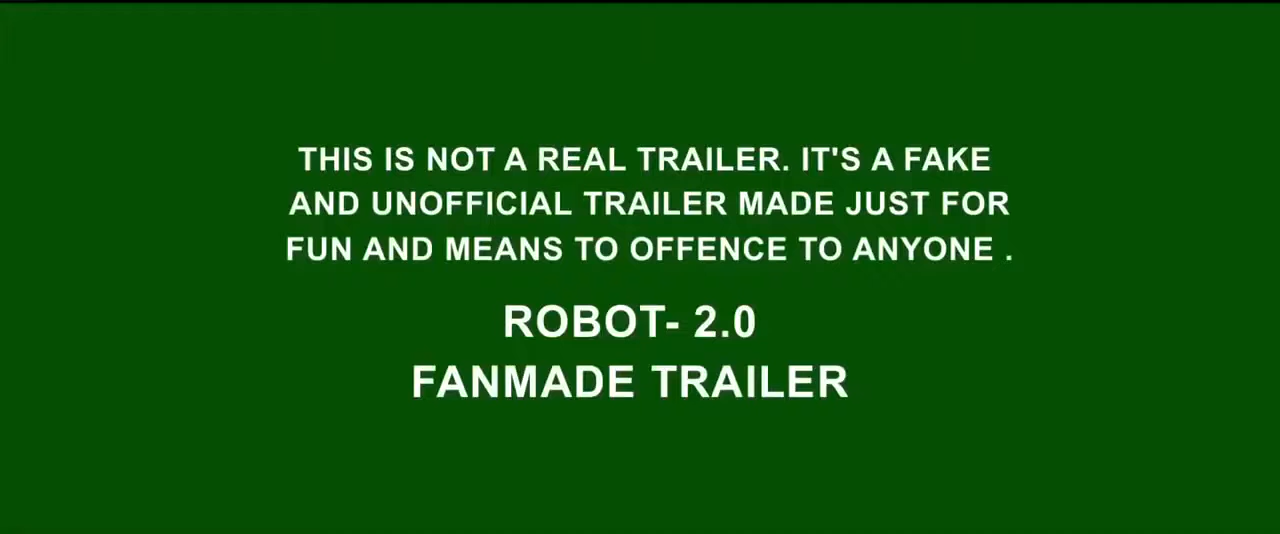 THIS IS NOT A REAL TRAILER. IT'S A FAKE
AND UNOFFICIAL TRAILER MADE JUST FOR
FUN AND MEANS TO OFFENCE TO ANYONE .
ROBOT- 2.0
FANMADE TRAILER